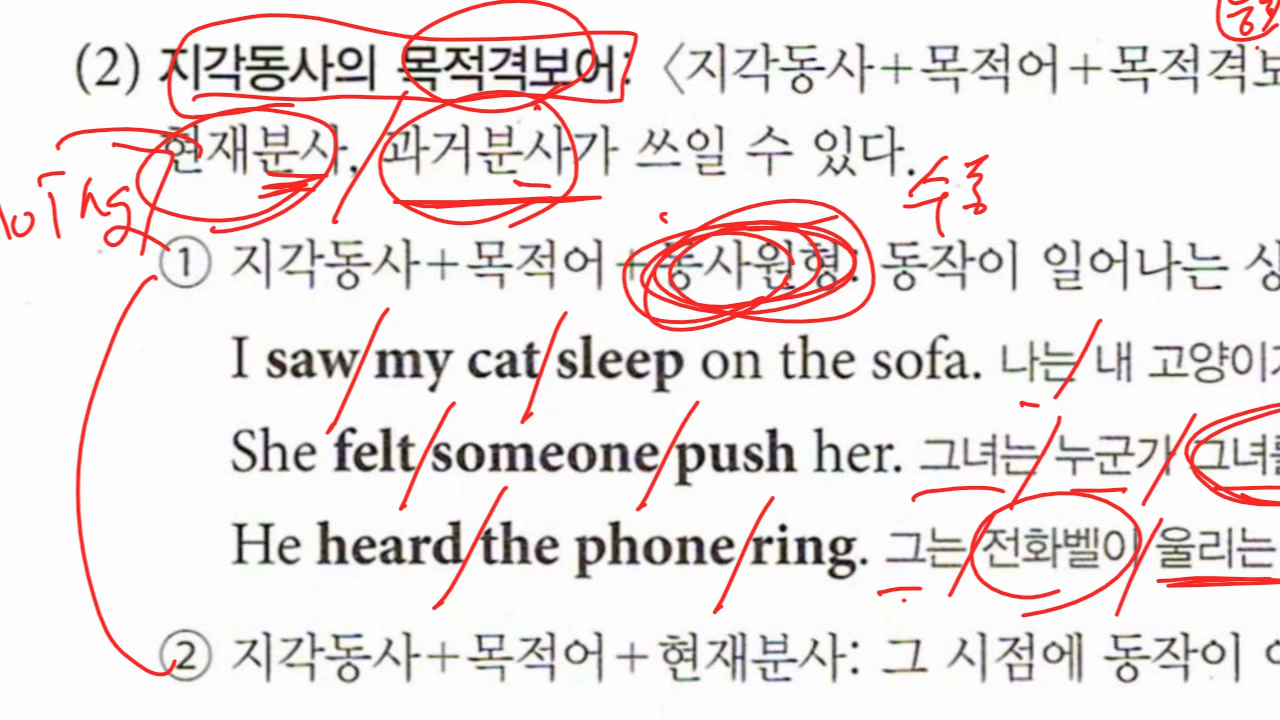 (2) 지각동사의 목적격보어: 〈지각동사+목적어+목적격보
현재분사, 과거분사가 쓰일 수 있다.
수동
① 지각동사+목적어+동사원형: 동작이 일어나는 상
I saw my cat sleep on the sofa. 나는 내 고양이가
She felt someone push her. 그녀는 누군가 그녀를
He heard the phone ring. 그는 전화벨이 울리는
② 지각동사+목적어+현재분사: 그 시점에 동작이